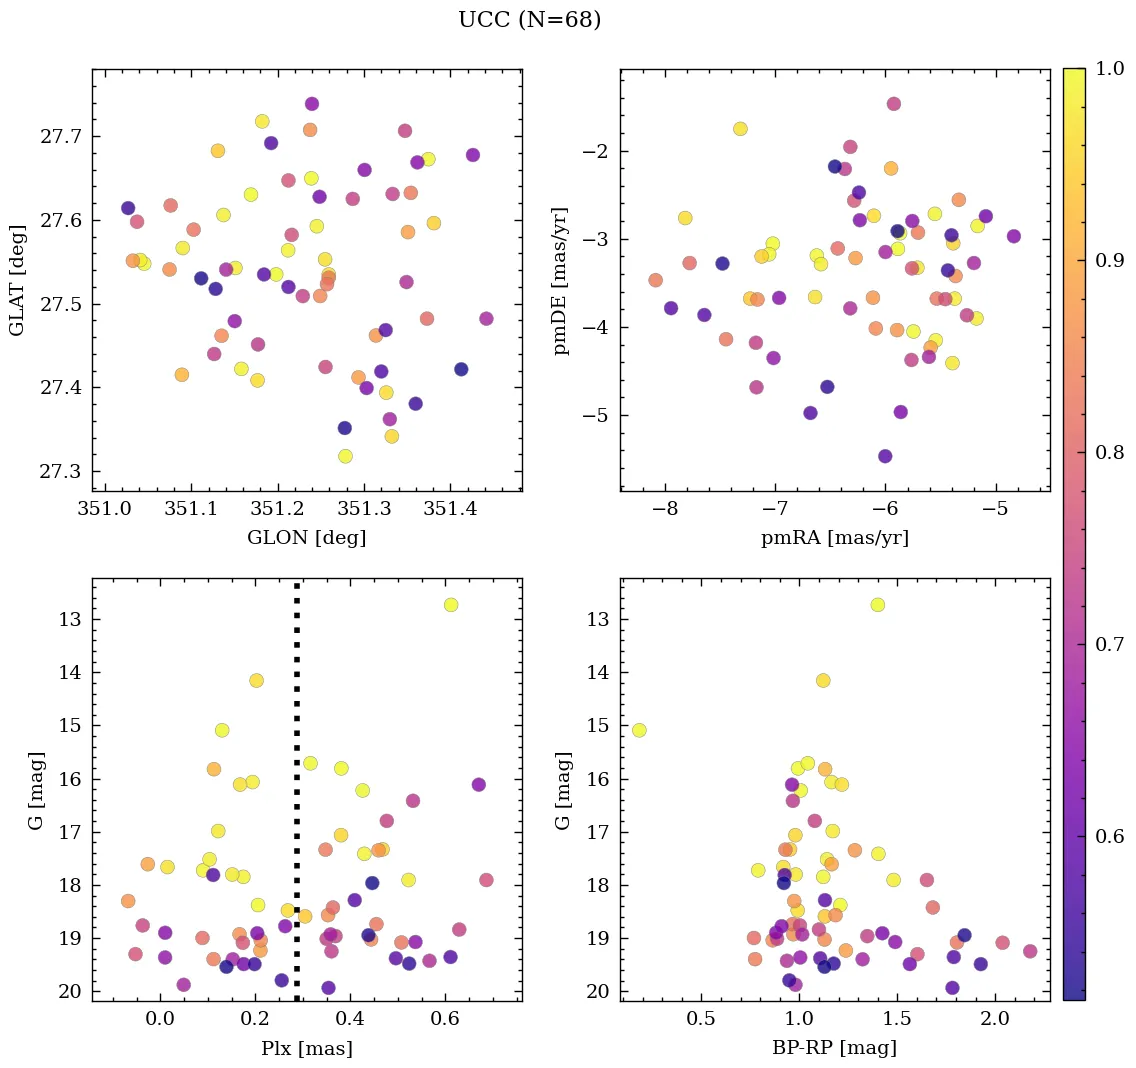 UCC (N=68)
27.7
27.6
27.5
27.4
27.3
GLAT [deg]
351.0 351.1 351.2 351.3 351.4
GLON [deg]
−2
−3
−4
−5
pmDE [mas/yr]
−8 −7 −6 −5
pmRA [mas/yr]
1.0
0.9
0.8
0.7
0.6
13
14
15
16
17
18
19
20
G [mag]
0.0 0.2 0.4 0.6
Plx [mas]
13
14
15
16
17
18
19
20
G [mag]
0.5 1.0 1.5 2.0
BP-RP [mag]